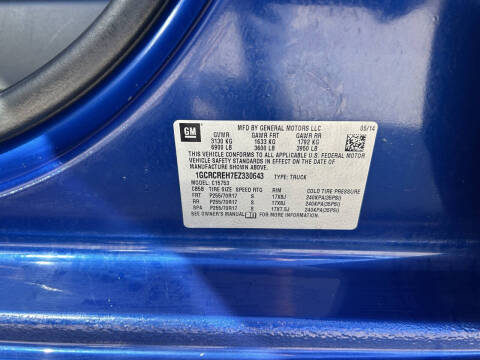 GM
MFD BY GENERAL MOTORS LLC 05/14
GVWR GAWR FRT GAWR RR
3130 KG 1633 KG 1792 KG
6900 LB 3600 LB 3950 LB
THIS VEHICLE CONFORMS TO ALL APPLICABLE U.S. FEDERAL MOTOR
VEHICLE SAFETY STANDARDS IN EFFECT ON THE DATE OF
MANUFACTURE SHOWN ABOVE.
1GCRCREH7EZ330543 TYPE: TRUCK
MODEL: C15753
TIRE SIZE SPEED RTG RIM COLD TIRE PRESSURE
FRT P255/70R17 S 17X8J 240KPA(35PSI)
RR P255/70R17 S 17X8J 240KPA(35PSI)
SPA P255/70R17 S 17X7.5J 240KPA(35PSI)
SEE OWNER'S MANUAL